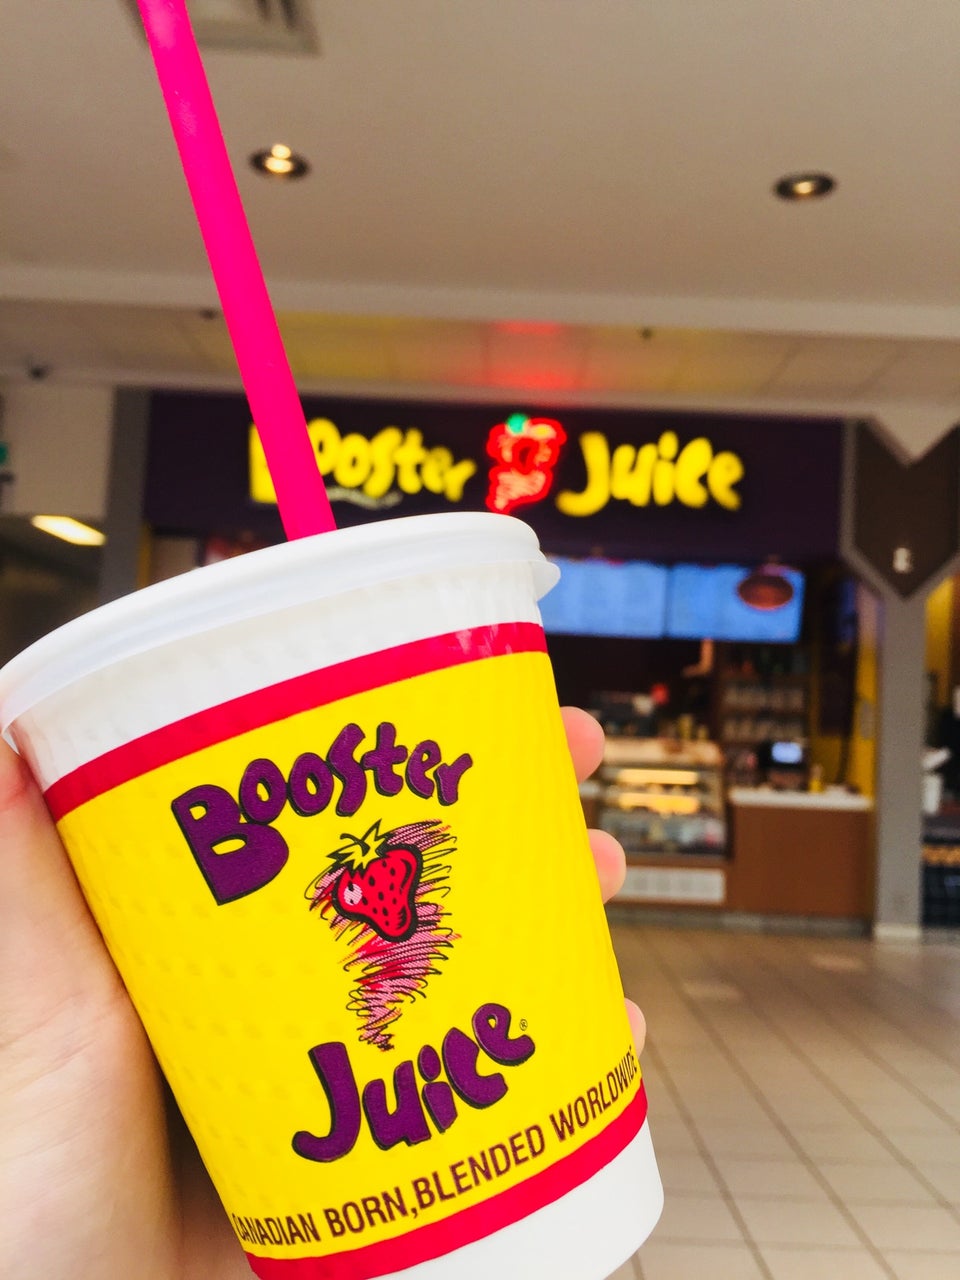 Booster Juice
Booster
Juice®
CANADIAN BORN, BLENDED WORLDWIDE